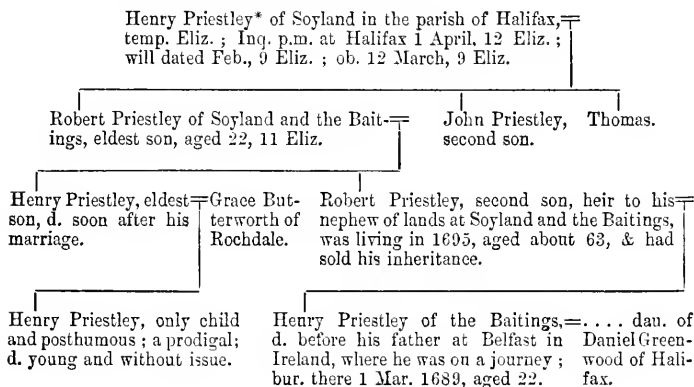 Henry Priestley* of Soyland in the parish of Halifax,
temp. Eliz. ; Inq. p.m. at Halifax 1 April, 12 Eliz. ;
will dated Feb., 9 Eliz. ; ob. 12 March, 9 Eliz.
Robert Priestley of Soyland and the Bait-
ings, eldest son, aged 22, 11 Eliz.
John Priestley,
second son.
Thomas.
Henry Priestley, eldest
son, d. soon after his
marriage.
Grace But-
terworth of
Rochdale.
Robert Priestley, second son, heir to his
nephew of lands at Soyland and the Baitings,
was living in 1695, aged about 63, & had
sold his inheritance.
Henry Priestley, only child
and posthumous ; a prodigal;
d. young and without issue.
Henry Priestley of the Baitings,
d. before his father at Belfast in
Ireland, where he was on a journey ;
bur. there 1 Mar. 1689, aged 22.
.... dau. of
Daniel Green-
wood of Hali-
fax.